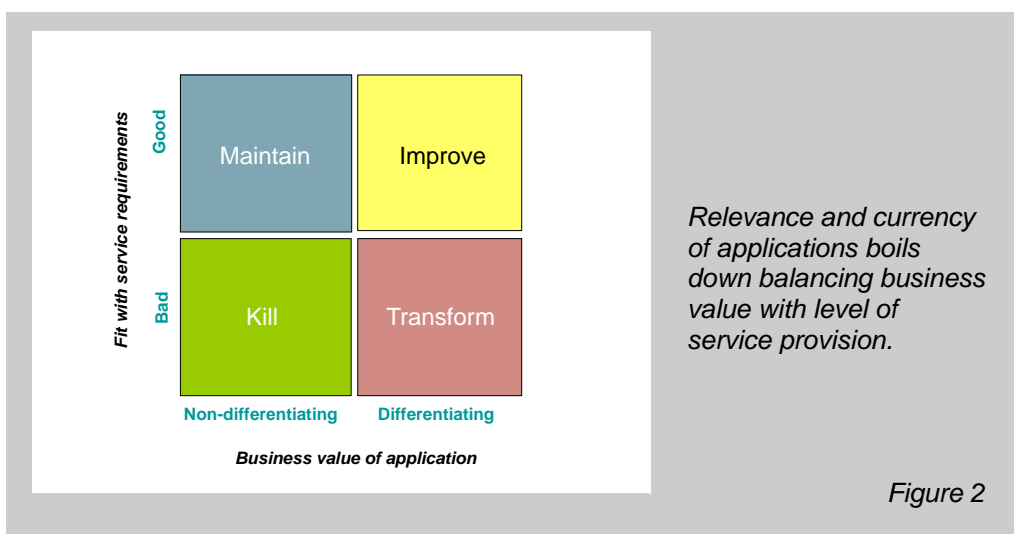 Fit with service requirements
Good
Bad
Maintain
Improve
Kill
Transform
Non-differentiating
Differentiating
Business value of application
Relevance and currency
of applications boils
down balancing business
value with level of
service provision.
Figure 2